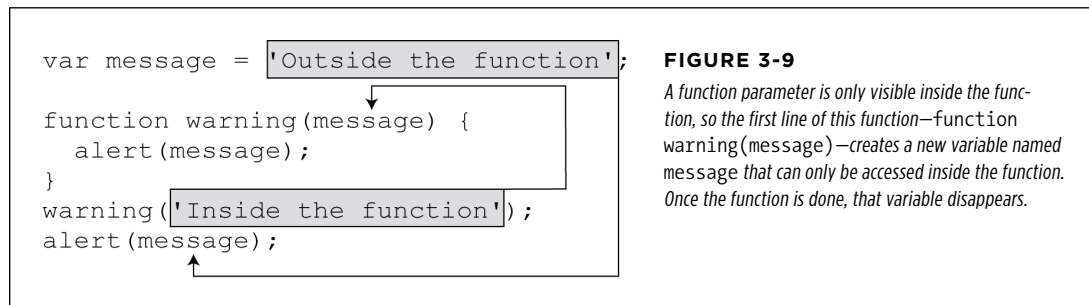 var message = 'Outside the function';
function warning(message) {
  alert(message);
}
warning('Inside the function');
alert(message);
FIGURE 3-9
A function parameter is only visible inside the func-
tion, so the first line of this function—function
warning(message)—creates a new variable named
message that can only be accessed inside the function.
Once the function is done, that variable disappears.